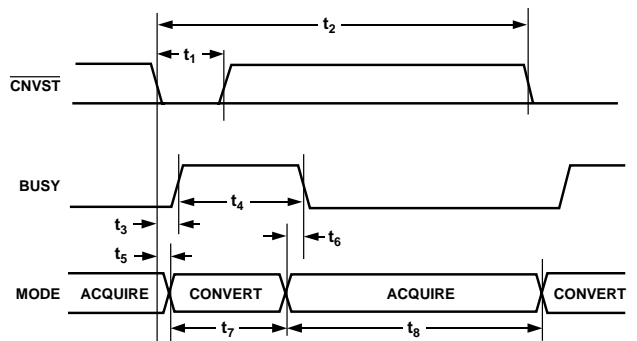 t2
t1
CNVST
BUSY
t4
t3
t6
t5
MODE ACQUIRE CONVERT ACQUIRE CONVERT
t7 t8